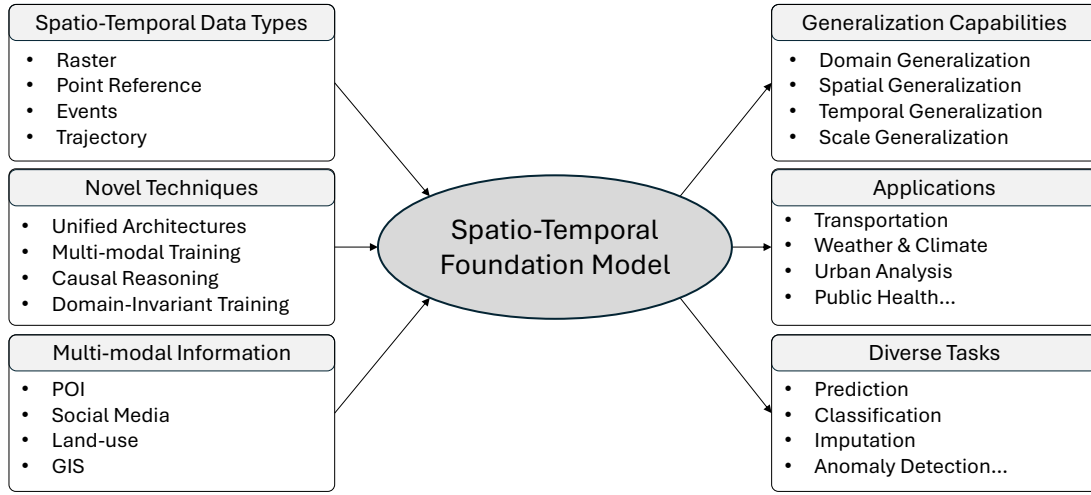 Spatio-Temporal Data Types
• Raster
• Point Reference
• Events
• Trajectory
Novel Techniques
• Unified Architectures
• Multi-modal Training
• Causal Reasoning
• Domain-Invariant Training
Multi-modal Information
• POI
• Social Media
• Land-use
• GIS
Spatio-Temporal
Foundation Model
Generalization Capabilities
• Domain Generalization
• Spatial Generalization
• Temporal Generalization
• Scale Generalization
Applications
• Transportation
• Weather & Climate
• Urban Analysis
• Public Health...
Diverse Tasks
• Prediction
• Classification
• Imputation
• Anomaly Detection...